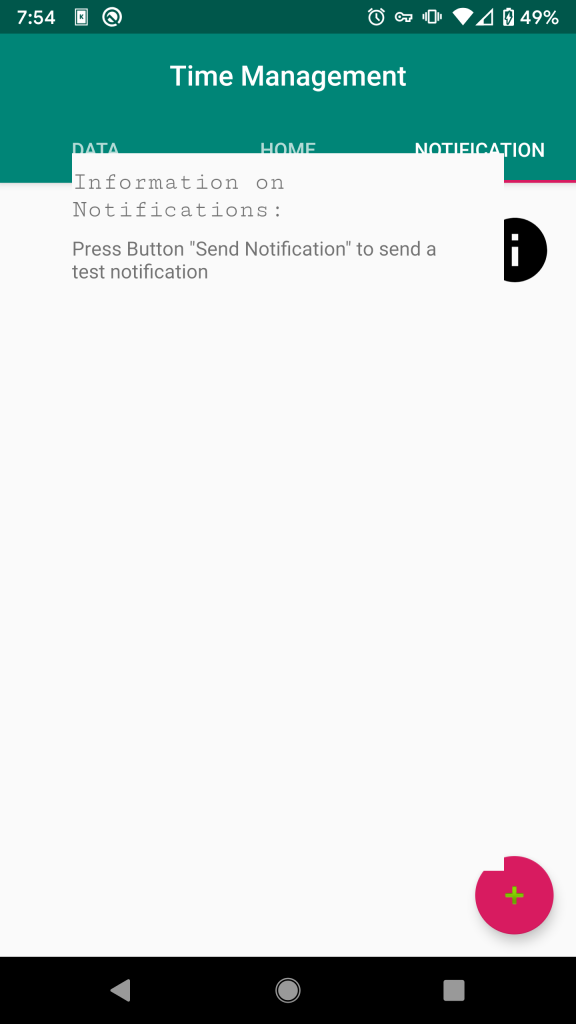 7:54
49%
Time Management
DATA HOME NOTIFICATION
Information on
Notifications:
Press Button "Send Notification" to send a
test notification